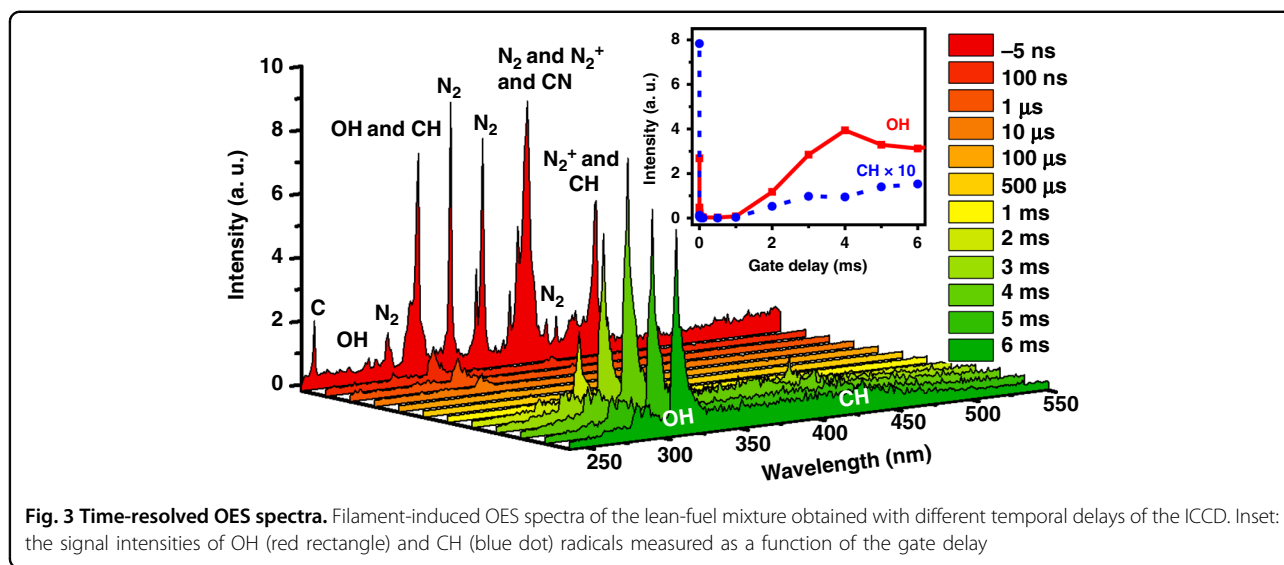 10
8
6
4
2
0
Intensity (a. u.)
C
OH
N2
OH and CH
N2
N2
N2 and N2+
and CN
N2
N2+ and
CH
OH
CH
250
300
350
400
450
500
550
Wavelength (nm)
8
6
4
2
0
Intensity (a. u.)
OH
CH × 10
0
2
4
6
Gate delay (ms)
–5 ns
100 ns
1 μs
10 μs
100 μs
500 μs
1 ms
2 ms
3 ms
4 ms
5 ms
6 ms
Fig. 3 Time-resolved OES spectra. Filament-induced OES spectra of the lean-fuel mixture obtained with different temporal delays of the ICCD. Inset:
the signal intensities of OH (red rectangle) and CH (blue dot) radicals measured as a function of the gate delay